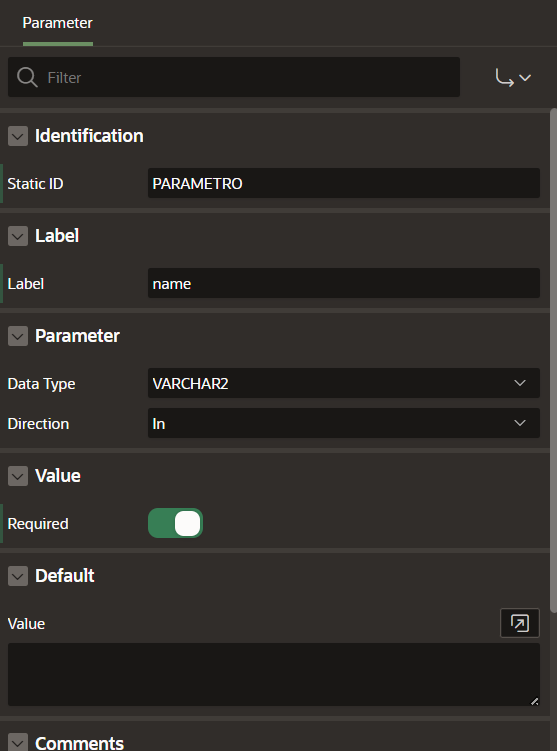 Parameter
Filter
Identification
Static ID PARAMETRO
Label
Label name
Parameter
Data Type VARCHAR2
Direction In
Value
Required
Default
Value
Comments